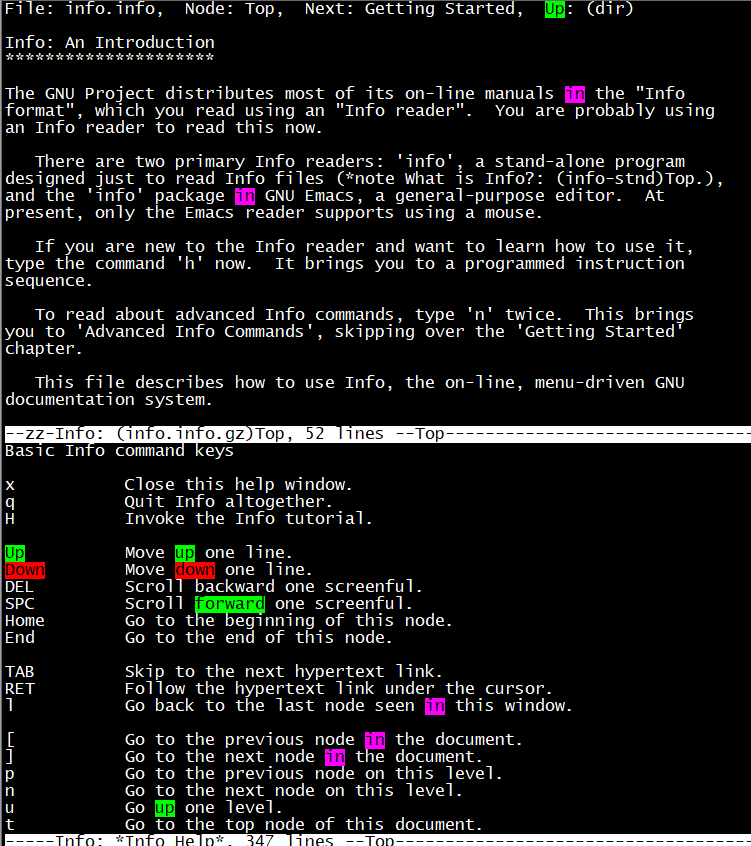 File: info.info,  Node: Top,  Next: Getting Started,  Up: (dir)
Info: An Introduction
*********************
The GNU Project distributes most of its on-line manuals in the "Info
format", which you read using an "Info reader".  You are probably using
an Info reader to read this now.
   There are two primary Info readers: 'info', a stand-alone program
designed just to read Info files (*note What is Info?: (info-stnd)Top.),
and the 'info' package in GNU Emacs, a general-purpose editor.  At
present, only the Emacs reader supports using a mouse.
   If you are new to the Info reader and want to learn how to use it,
type the command 'h' now.  It brings you to a programmed instruction
sequence.
   To read about advanced Info commands, type 'n' twice.  This brings
you to 'Advanced Info Commands', skipping over the 'Getting Started'
chapter.
   This file describes how to use Info, the on-line, menu-driven GNU
documentation system.
--zz-Info: (info.info.gz)Top, 52 lines --Top-------------------------------
Basic Info command keys
x           Close this help window.
q           Quit Info altogether.
H           Invoke the Info tutorial.
Up          Move up one line.
Down        Move down one line.
DEL         Scroll backward one screenful.
SPC         Scroll forward one screenful.
Home        Go to the beginning of this node.
End         Go to the end of this node.
TAB         Skip to the next hypertext link.
RET         Follow the hypertext link under the cursor.
l           Go back to the last node seen in this window.
[           Go to the previous node in the document.
]           Go to the next node in the document.
p           Go to the previous node on this level.
n           Go to the next node on this level.
u           Go up one level.
t           Go to the top node of this document.
-----Info: *Info Help*, 347 lines --Top------------------------------------